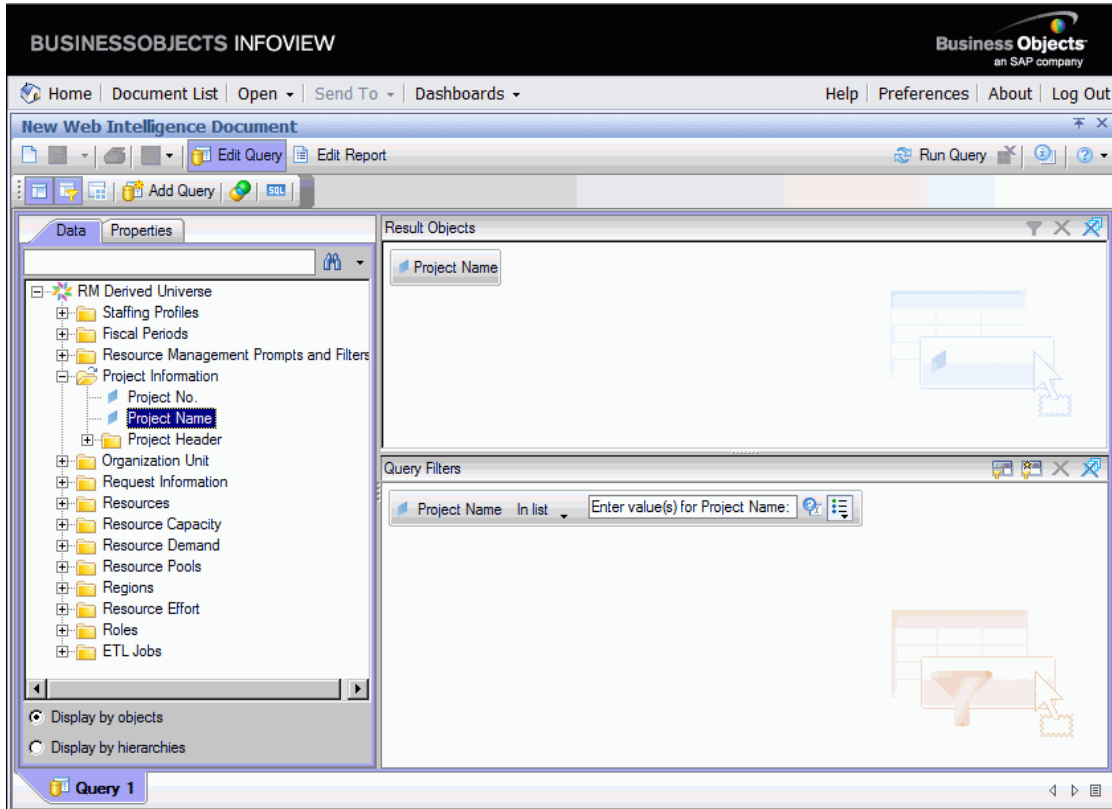 BUSINESSOBJECTS INFOVIEW
Business Objects
an SAP company
Home Document List Open Send To Dashboards Help Preferences About Log Out
New Web Intelligence Document
Edit Query Edit Report Run Query
Add Query SQL
Data Properties
RM Derived Universe
Staffing Profiles
Fiscal Periods
Resource Management Prompts and Filters
Project Information
Project No.
Project Name
Project Header
Organization Unit
Request Information
Resources
Resource Capacity
Resource Demand
Resource Pools
Regions
Resource Effort
Roles
ETL Jobs
Display by objects
Display by hierarchies
Result Objects
Project Name
Query Filters
Project Name In list Enter value(s) for Project Name:
Query 1